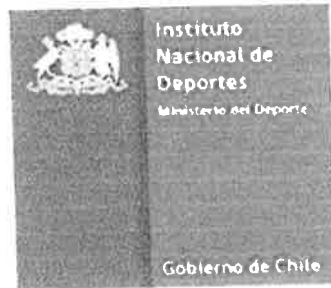 Instituto
Nacional de
Deportes
Ministerio del Deporte
Gobierno de Chile